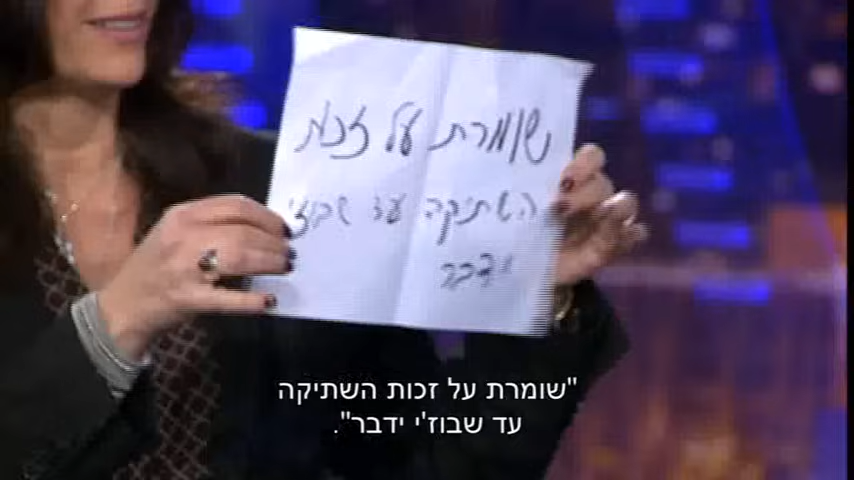 שומרת על זכות
השתיקה עד שבוז'י
ידבר
"שומרת על זכות השתיקה
עד שבוז'י ידבר".